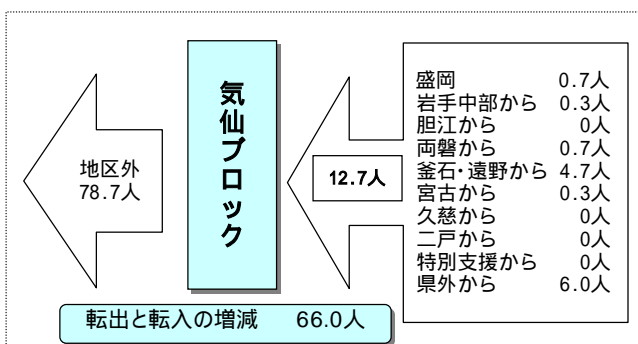 地区外
78.7人
気仙ブロック
12.7人
盛岡 0.7人
岩手中部から 0.3人
胆江から 0人
両磐から 0.7人
釜石・遠野から 4.7人
宮古から 0.3人
久慈から 0人
二戸から 0人
特別支援から 0人
県外から 6.0人
転出と転入の増減 66.0人